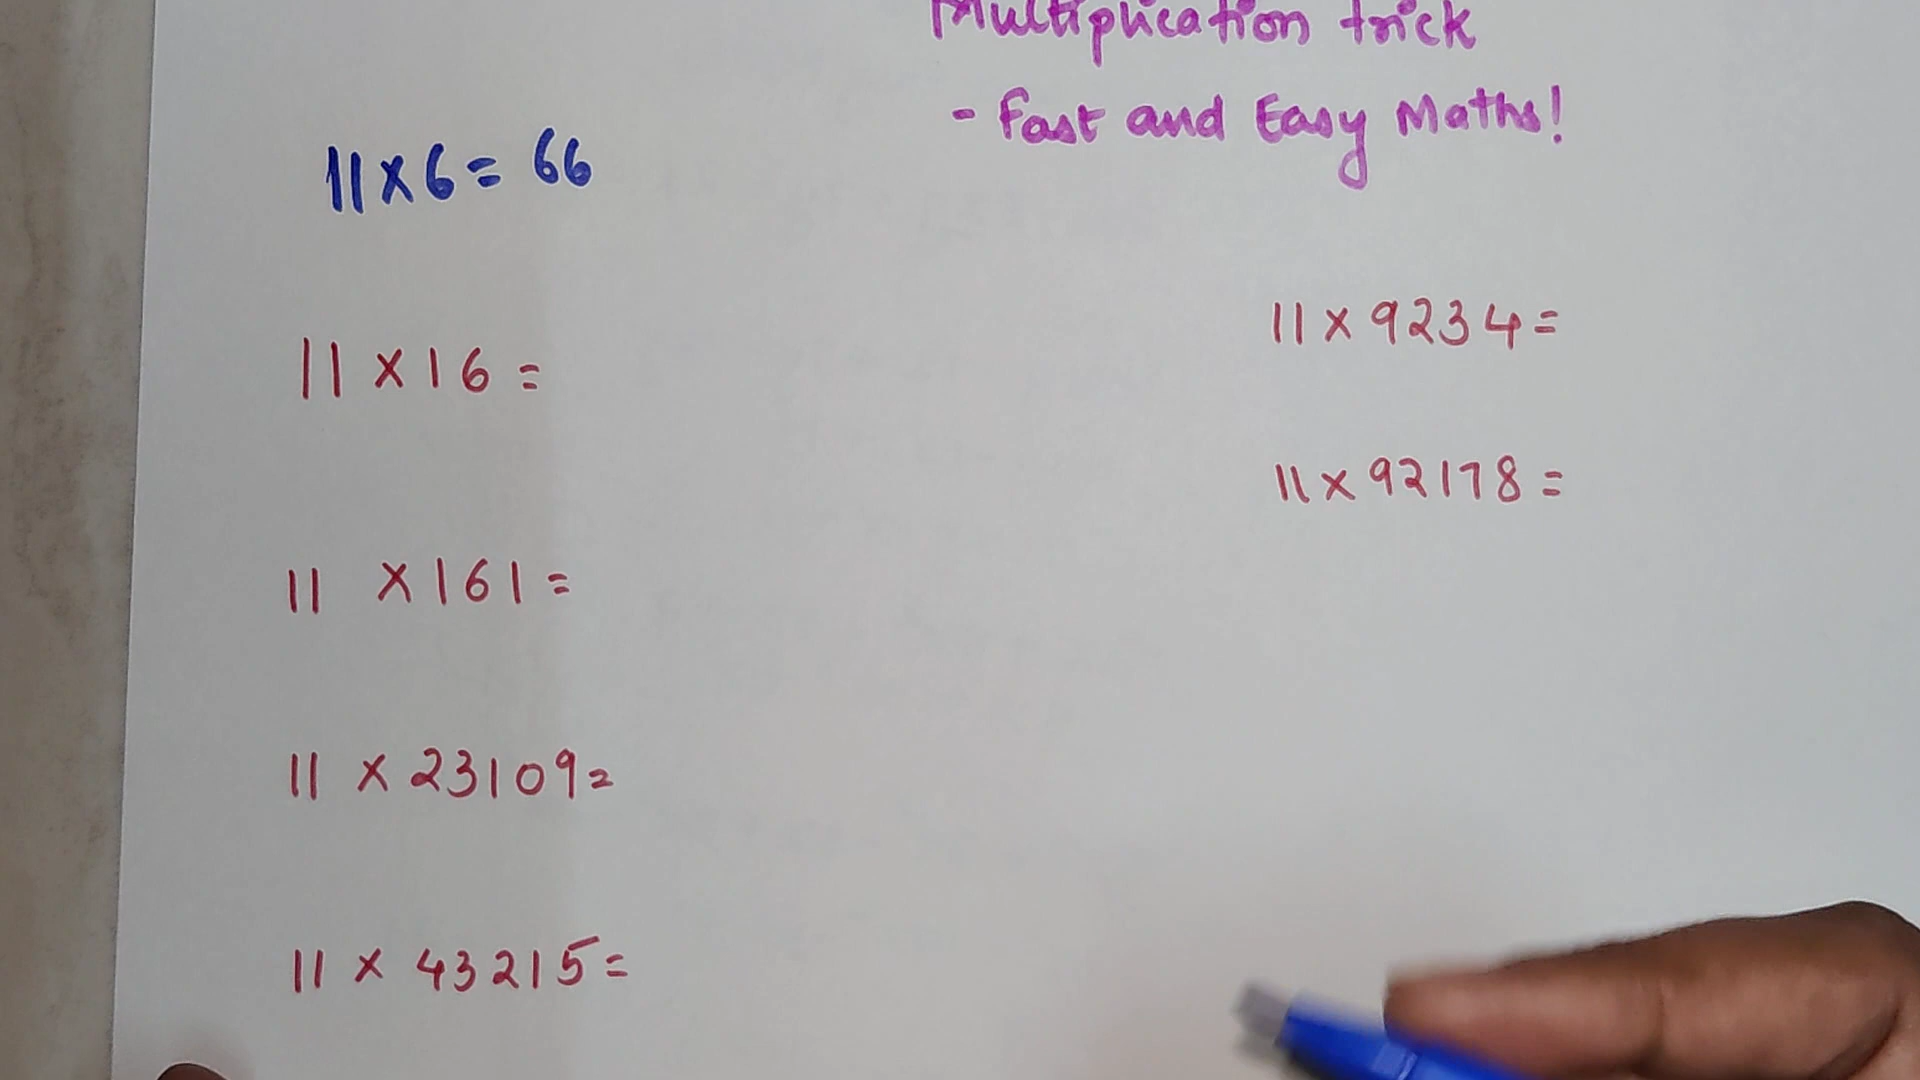 Multiplication trick
- Fast and Easy Maths!
11 x 6 = 66
11 x 16 =
11 x 161 =
11 x 23109 =
11 x 43215 =
11 x 9234 =
11 x 92178 =